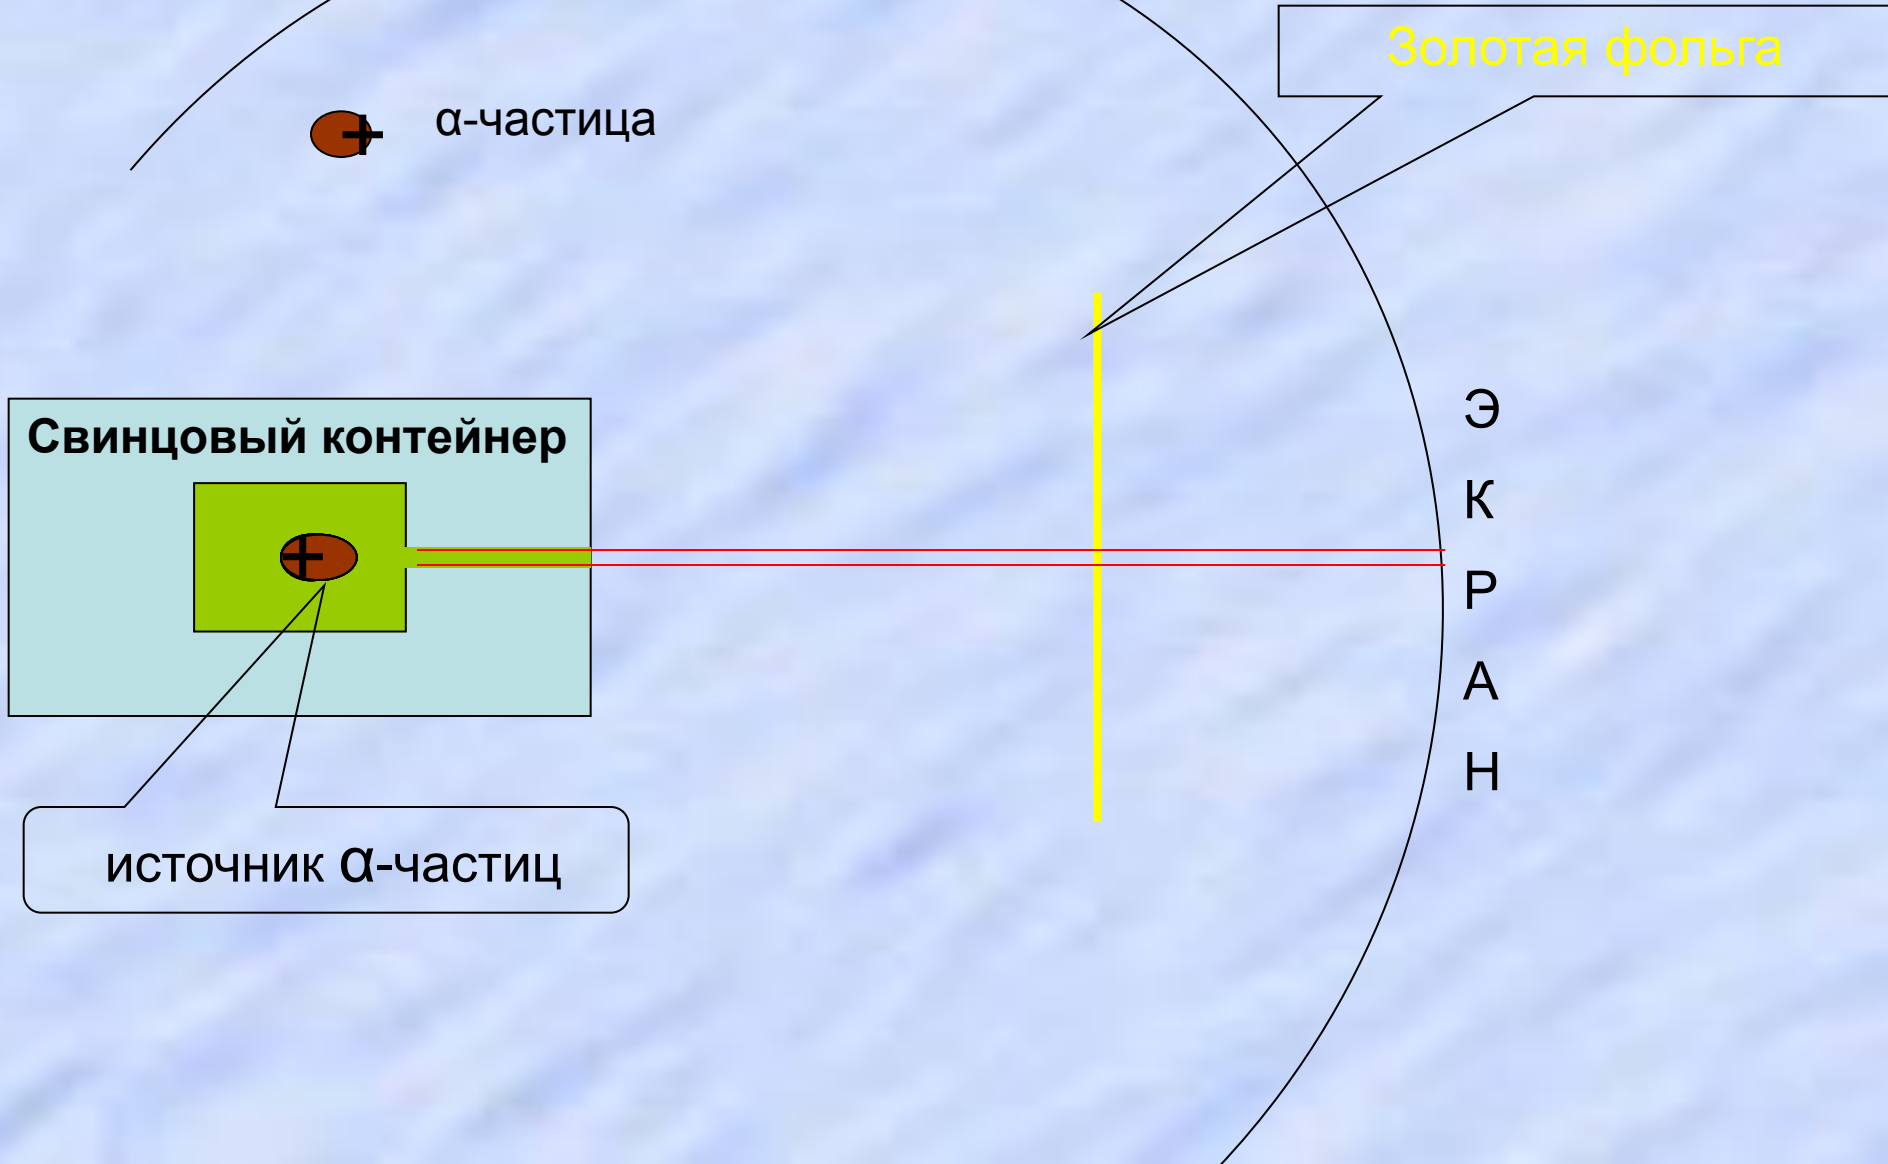 Золотая фольга
α-частица
Свинцовый контейнер
Э
К
Р
А
Н
источник α-частиц